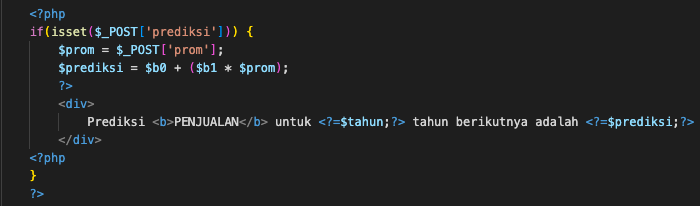 <?php
if(isset($_POST['prediksi'])) {
    $prom = $_POST['prom'];
    $prediksi = $b0 + ($b1 * $prom);
    ?>
    <div>
        Prediksi <b>PENJUALAN</b> untuk <?=$tahun;?> tahun berikutnya adalah <?=$prediksi;?>
    </div>
<?php
}
?>